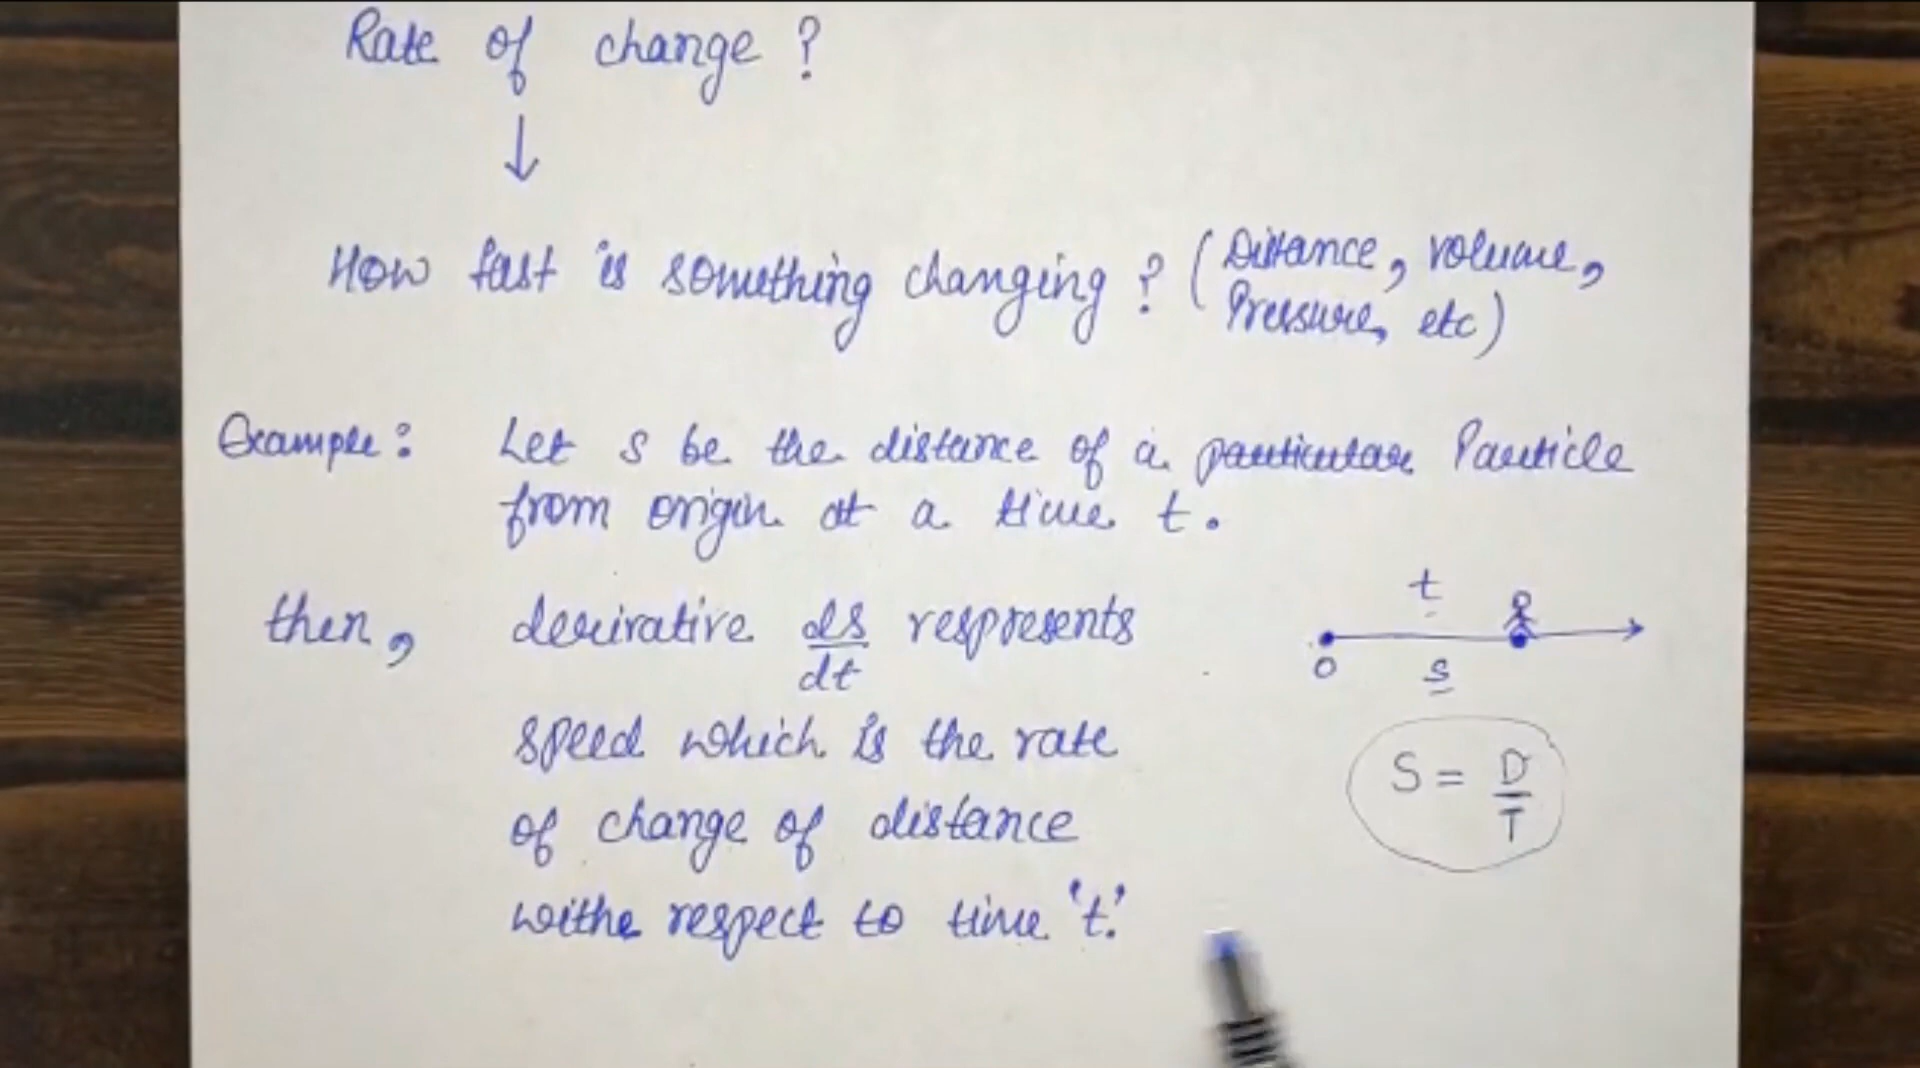 Rate of change ?
↓
How fast is something changing ? (Distance, volume,
Pressure, etc)
Example : Let s be the distance of a particular Particle
from origin at a time t .
then, derivative ds/dt respresents
speed which is the rate
of change of distance
withe respect to time 't.'
t
O s
S = D/T